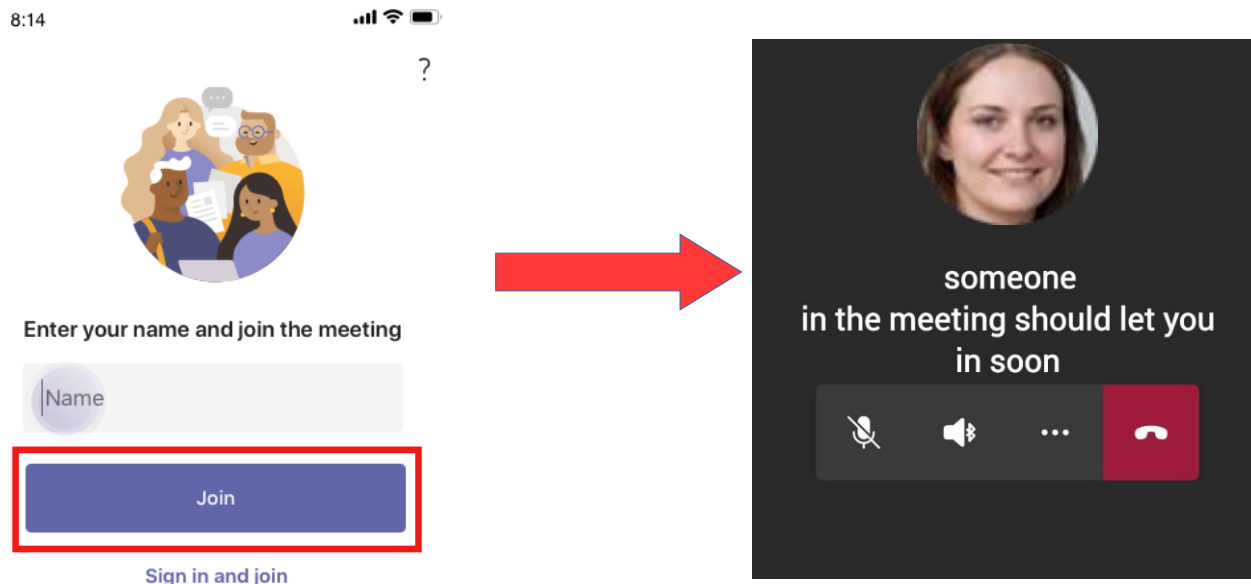 8:14
?
Enter your name and join the meeting
Name
Join
Sign in and join
someone
in the meeting should let you
in soon